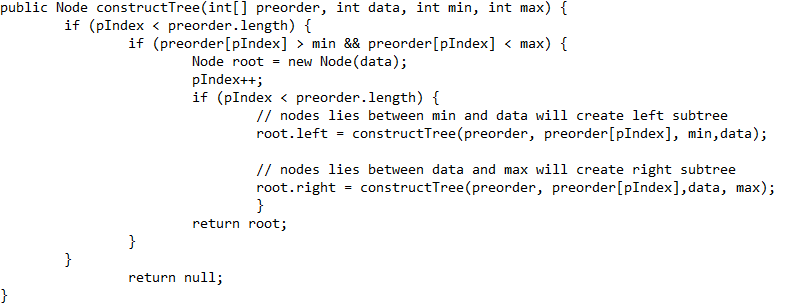 public Node constructTree(int[] preorder, int data, int min, int max) {
if (pIndex < preorder.length) {
if (preorder[pIndex] > min && preorder[pIndex] < max) {
Node root = new Node(data);
pIndex++;
if (pIndex < preorder.length) {
// nodes lies between min and data will create left subtree
root.left = constructTree(preorder, preorder[pIndex], min,data);
// nodes lies between data and max will create right subtree
root.right = constructTree(preorder, preorder[pIndex],data, max);
}
return root;
}
}
return null;
}